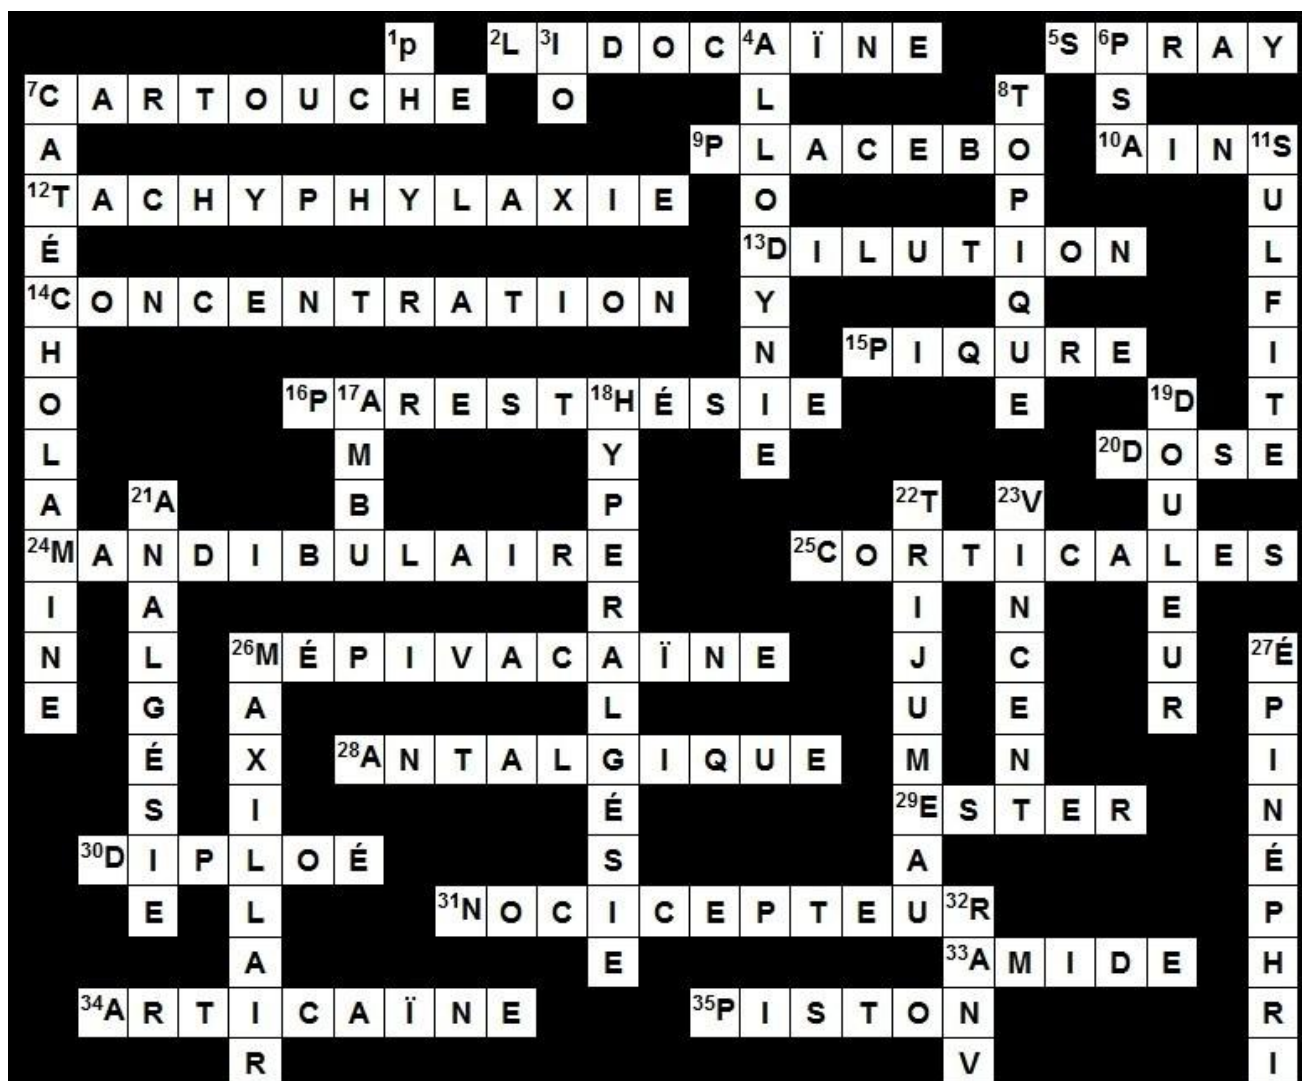 1p 2L 3I D O C 4A Ï N E 5S 6P R A Y
7C A R T O U C H E O L 8T S
A 9P L A C E B O 10A I N 11S
12T A C H Y P H Y L A X I E O P U
É 13D I L U T I O N L
14C O N C E N T R A T I O N Y Q F
H N 15P I Q U R E I
O 16P 17A R E S T 18H É S I E E 19D T
L M Y E 20D O S E
A 21A B P 22T 23V U
24M A N D I B U L A I R E 25C O R T I C A L E S
I A R I N E
N L 26M É P I V A C A Ï N E J C U 27É
E G A L U E R P
É X 28A N T A L G I Q U E M N I
S I É 29E S T E R N
30D I P L O É S A É
E L 31N O C I C E P T E U 32R P
A E 33A M I D E H
34A R T I C A Ï N E 35P I S T O N R
R V I